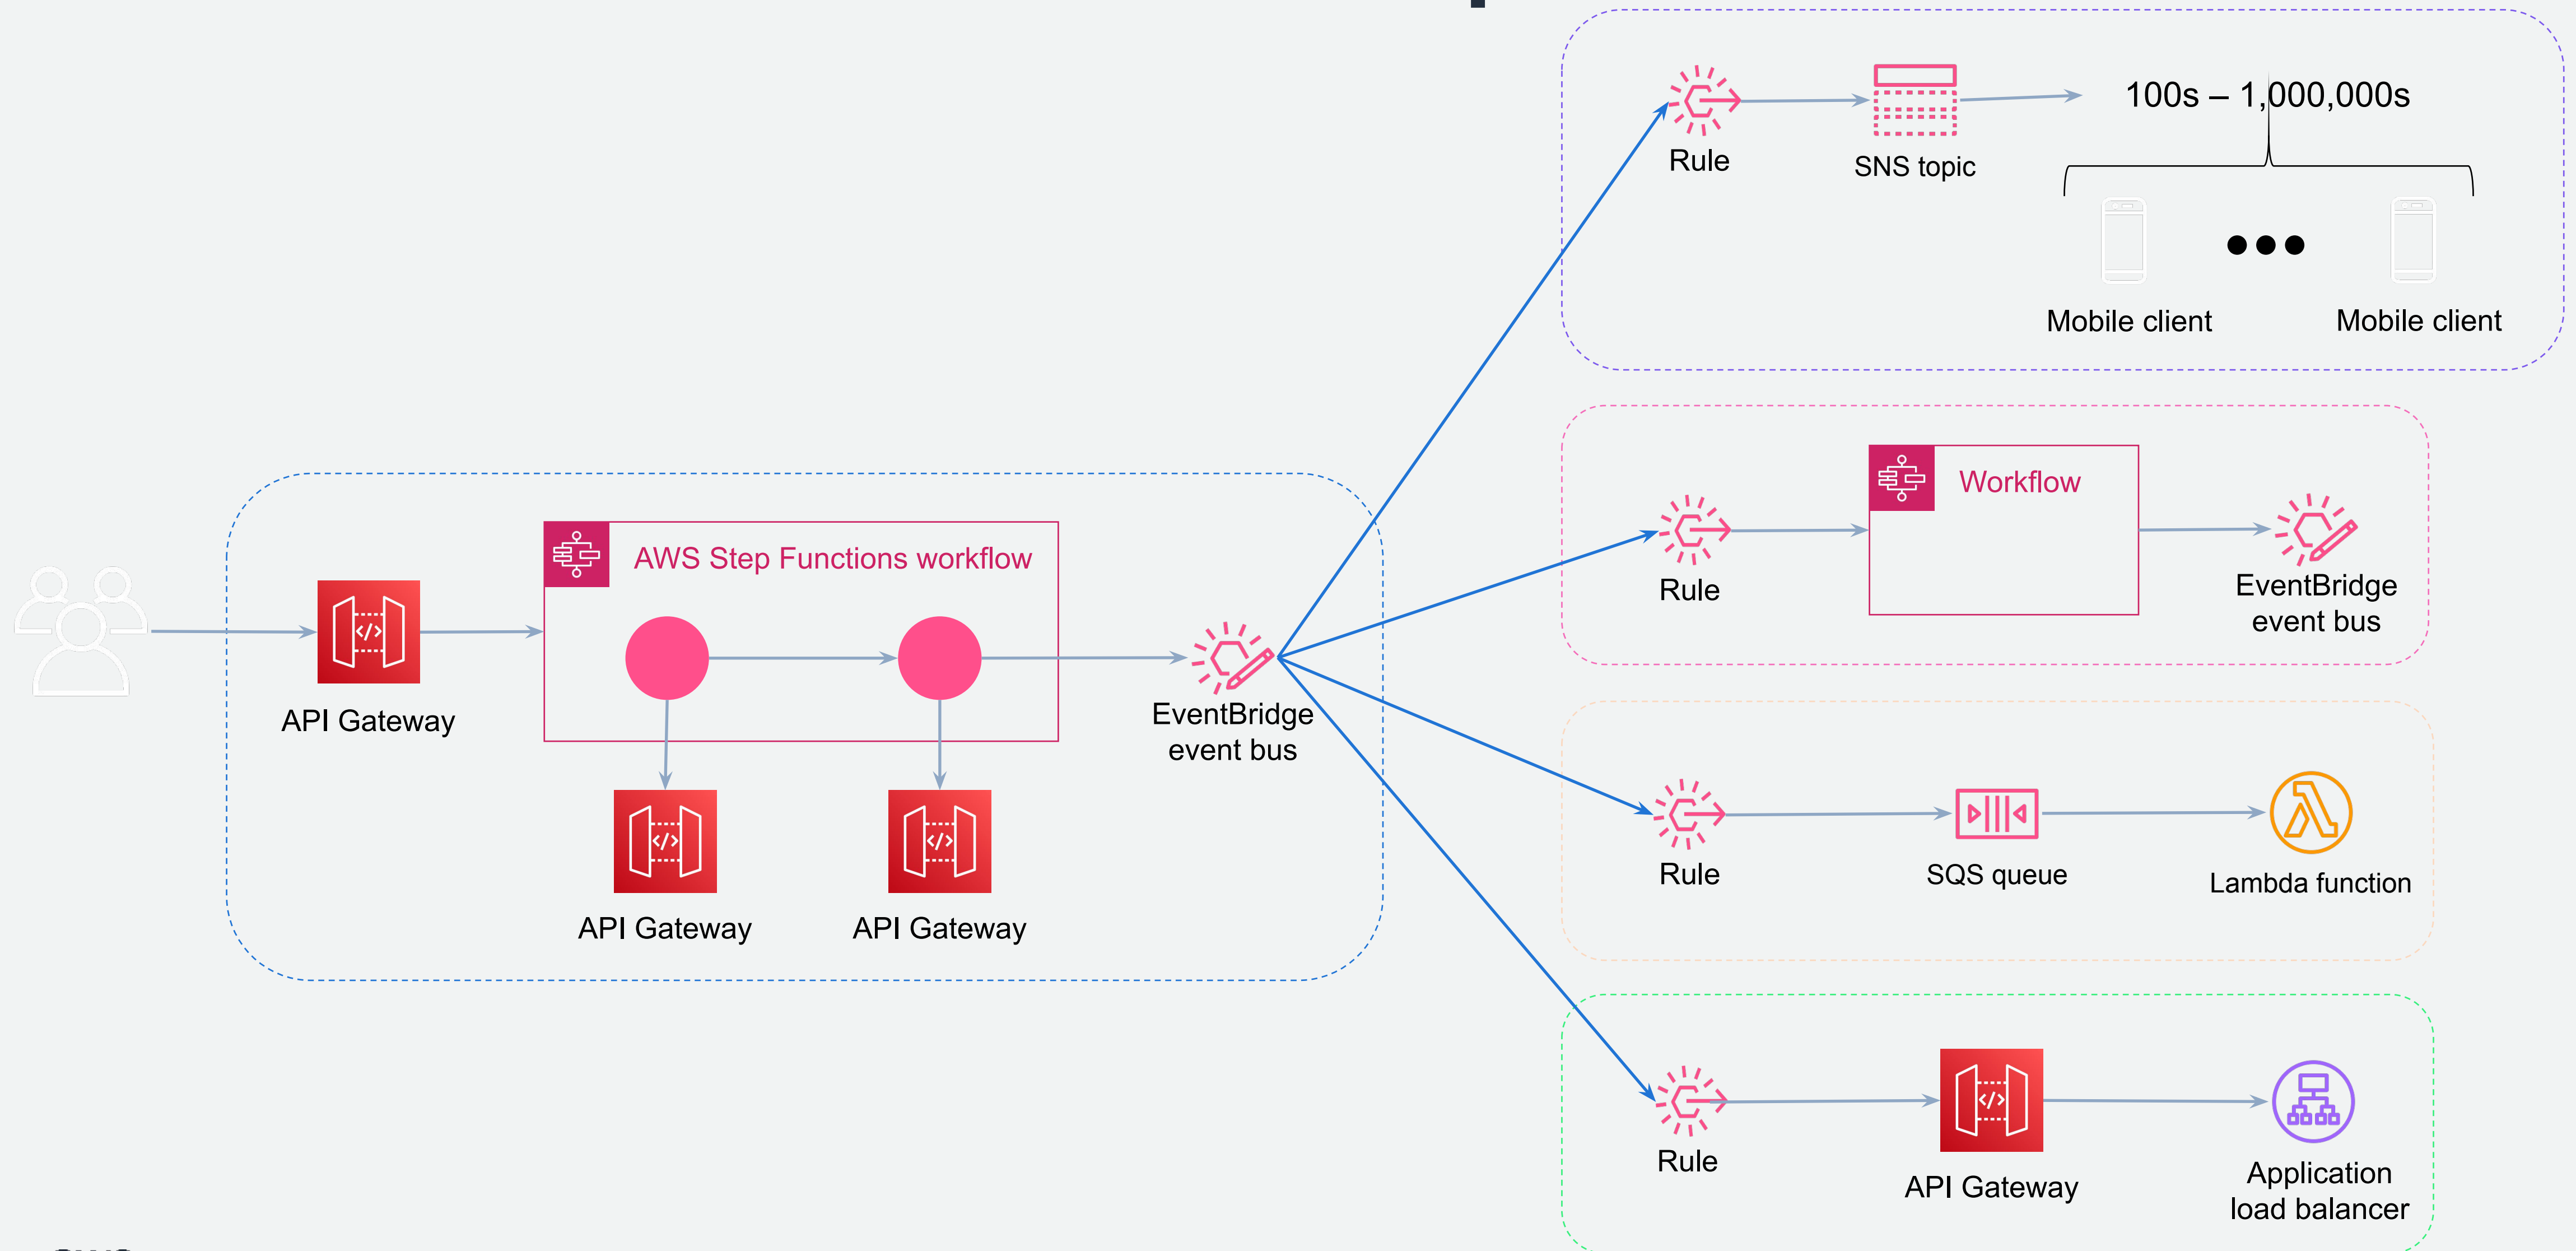 100s – 1,000,000s
Rule
SNS topic
Mobile client
Mobile client
Workflow
Rule
EventBridge
event bus
AWS Step Functions workflow
API Gateway
EventBridge
event bus
API Gateway
API Gateway
Rule
SQS queue
Lambda function
Rule
API Gateway
Application
load balancer